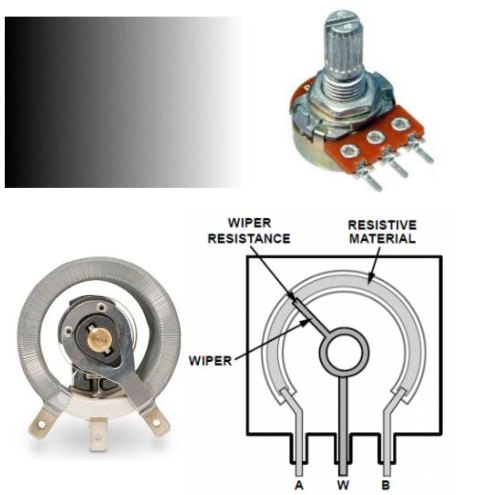 WIPER
RESISTANCE
RESISTIVE
MATERIAL
WIPER
A W B